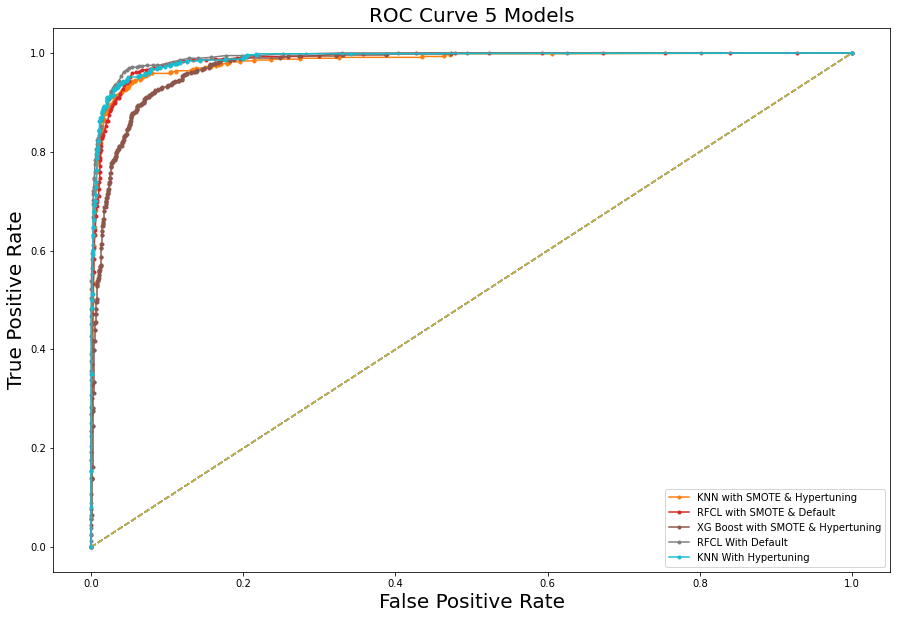 ROC Curve 5 Models
True Positive Rate
1.0
0.8
0.6
0.4
0.2
0.0
KNN with SMOTE & Hypertuning
RFCL with SMOTE & Default
XG Boost with SMOTE & Hypertuning
RFCL With Default
KNN With Hypertuning
0.0 0.2 0.4 0.6 0.8 1.0
False Positive Rate